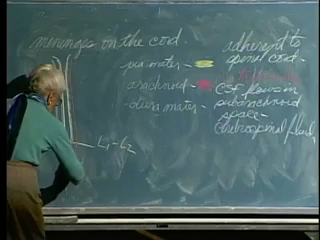 meninges on the cord.
pia mater -
arachnoid -
-dura mater -
L1-L2
adherent to
spinal cord -
CSF flows in
subarachnoid
space -
Cerebrospinal fluid,